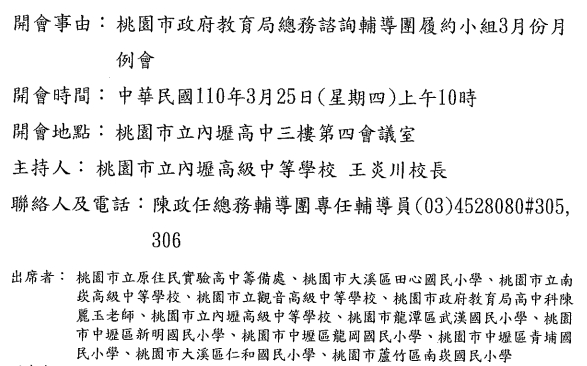 開會事由：桃園市政府教育局總務諮詢輔導團履約小組3月份月
例會
開會時間：中華民國110年3月25日(星期四)上午10時
開會地點：桃園市立內壢高中三樓第四會議室
主持人：桃園市立內壢高級中等學校 王炎川校長
聯絡人及電話：陳政任總務輔導團專任輔導員(03)4528080#305,
306
出席者：桃園市立原住民實驗高中籌備處、桃園市大溪區田心國民小學、桃園市立南
崁高級中等學校、桃園市立觀音高級中等學校、桃園市政府教育局高中科陳
麗玉老師、桃園市立內壢高級中等學校、桃園市龍潭區武漢國民小學、桃園
市中壢區新明國民小學、桃園市中壢區龍岡國民小學、桃園市中壢區青埔國
民小學、桃園市大溪區仁和國民小學、桃園市蘆竹區南崁國民小學